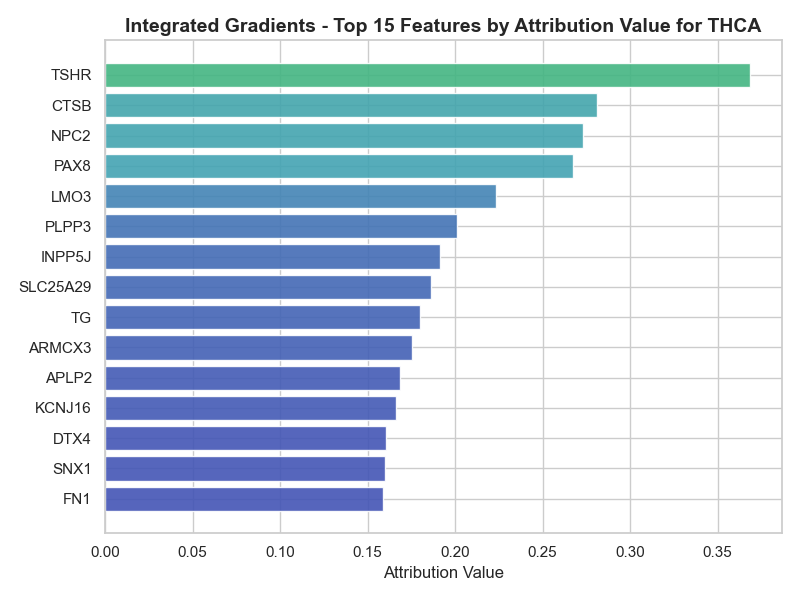 Integrated Gradients - Top 15 Features by Attribution Value for THCA
TSHR
CTSB
NPC2
PAX8
LMO3
PLPP3
INPP5J
SLC25A29
TG
ARMCX3
APLP2
KCNJ16
DTX4
SNX1
FN1
0.00 0.05 0.10 0.15 0.20 0.25 0.30 0.35
Attribution Value